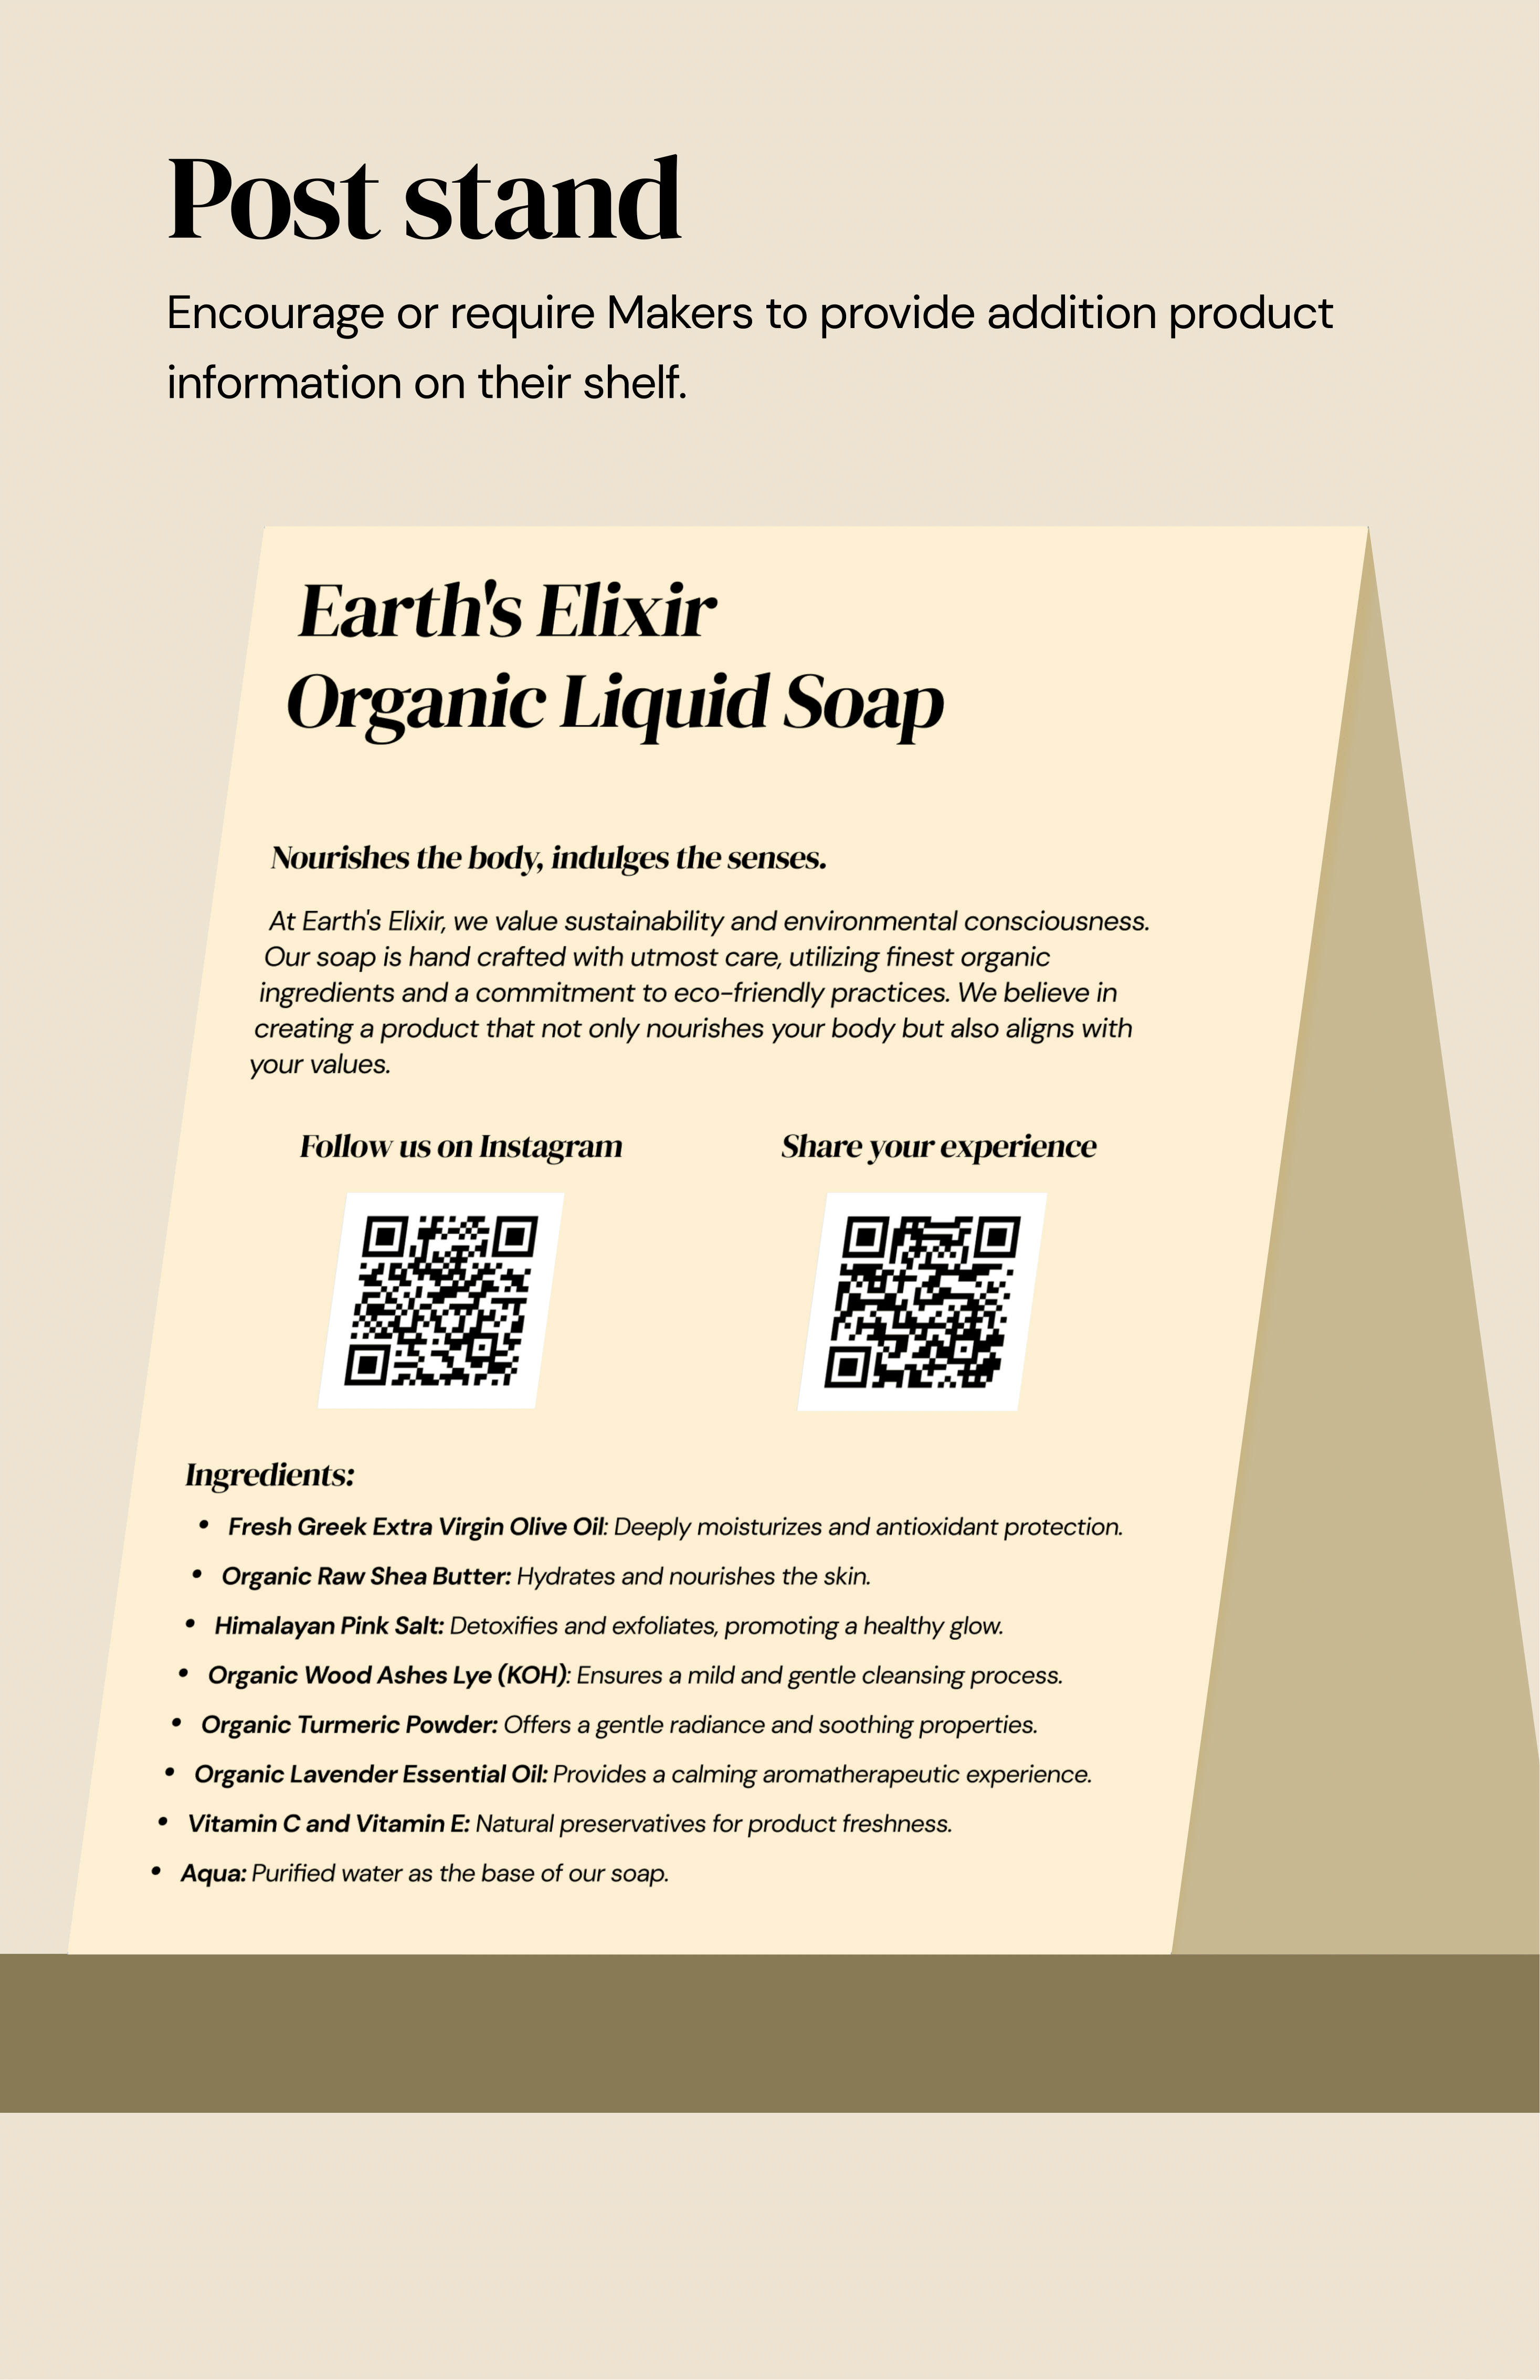 Post stand
Encourage or require Makers to provide addition product
information on their shelf.
Earth's Elixir
Organic Liquid Soap
Nourishes the body, indulges the senses.
At Earth's Elixir, we value sustainability and environmental consciousness.
Our soap is hand crafted with utmost care, utilizing finest organic
ingredients and a commitment to eco-friendly practices. We believe in
creating a product that not only nourishes your body but also aligns with
your values.
Follow us on Instagram
Share your experience
Ingredients:
• Fresh Greek Extra Virgin Olive Oil: Deeply moisturizes and antioxidant protection.
• Organic Raw Shea Butter: Hydrates and nourishes the skin.
• Himalayan Pink Salt: Detoxifies and exfoliates, promoting a healthy glow.
• Organic Wood Ashes Lye (KOH): Ensures a mild and gentle cleansing process.
• Organic Turmeric Powder: Offers a gentle radiance and soothing properties.
• Organic Lavender Essential Oil: Provides a calming aromatherapeutic experience.
• Vitamin C and Vitamin E: Natural preservatives for product freshness.
• Aqua: Purified water as the base of our soap.